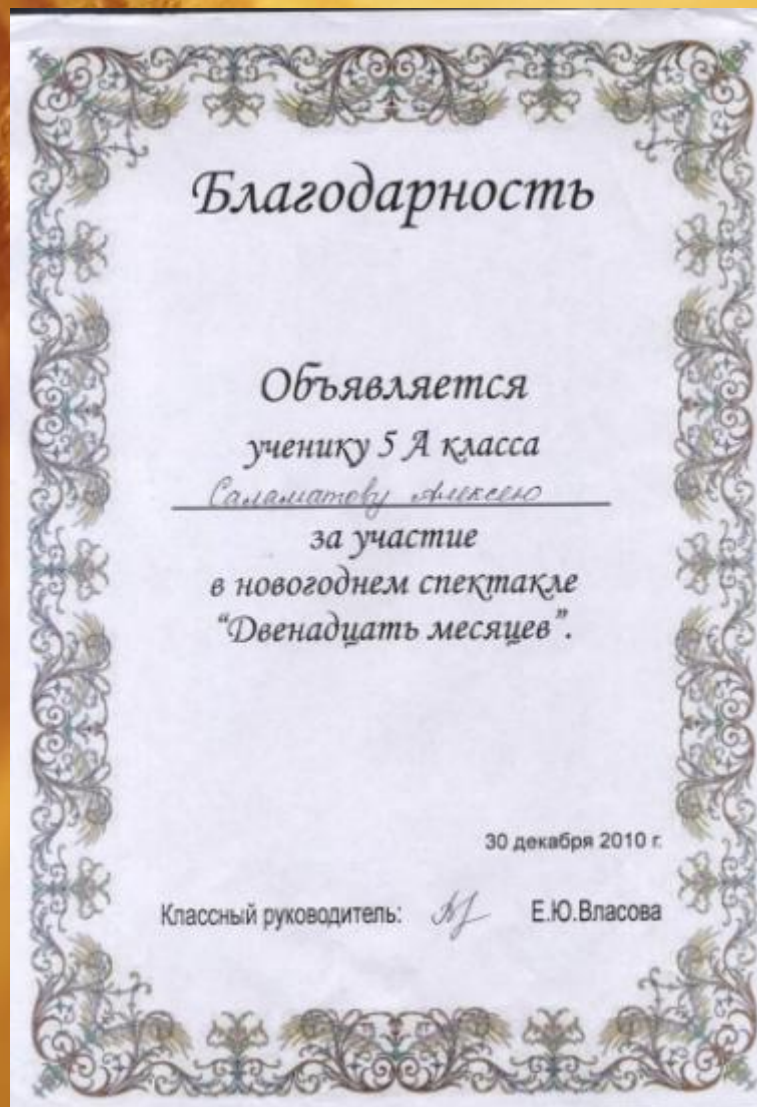 Благодарность
Объявляется
ученику 5 А класса
Саламатову Алексею
за участие
в новогоднем спектакле
“Двенадцать месяцев”.
30 декабря 2010 г.
Классный руководитель: Е.Ю.Власова